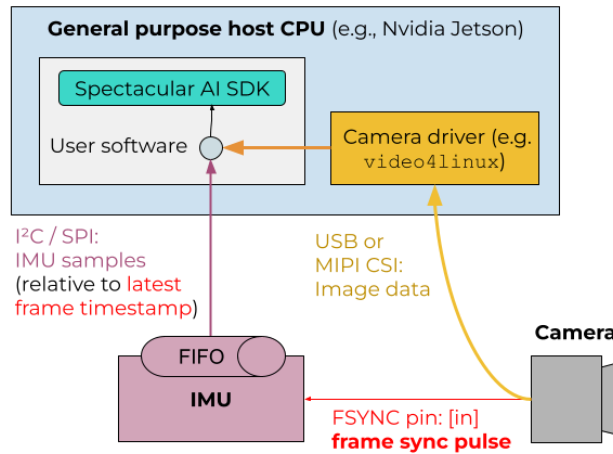 General purpose host CPU (e.g., Nvidia Jetson)
Spectacular AI SDK
User software
Camera driver (e.g.
video4linux)
I²C / SPI:
IMU samples
(relative to latest
frame timestamp)
USB or
MIPI CSI:
Image data
Camera
FIFO
IMU
FSYNC pin: [in]
frame sync pulse